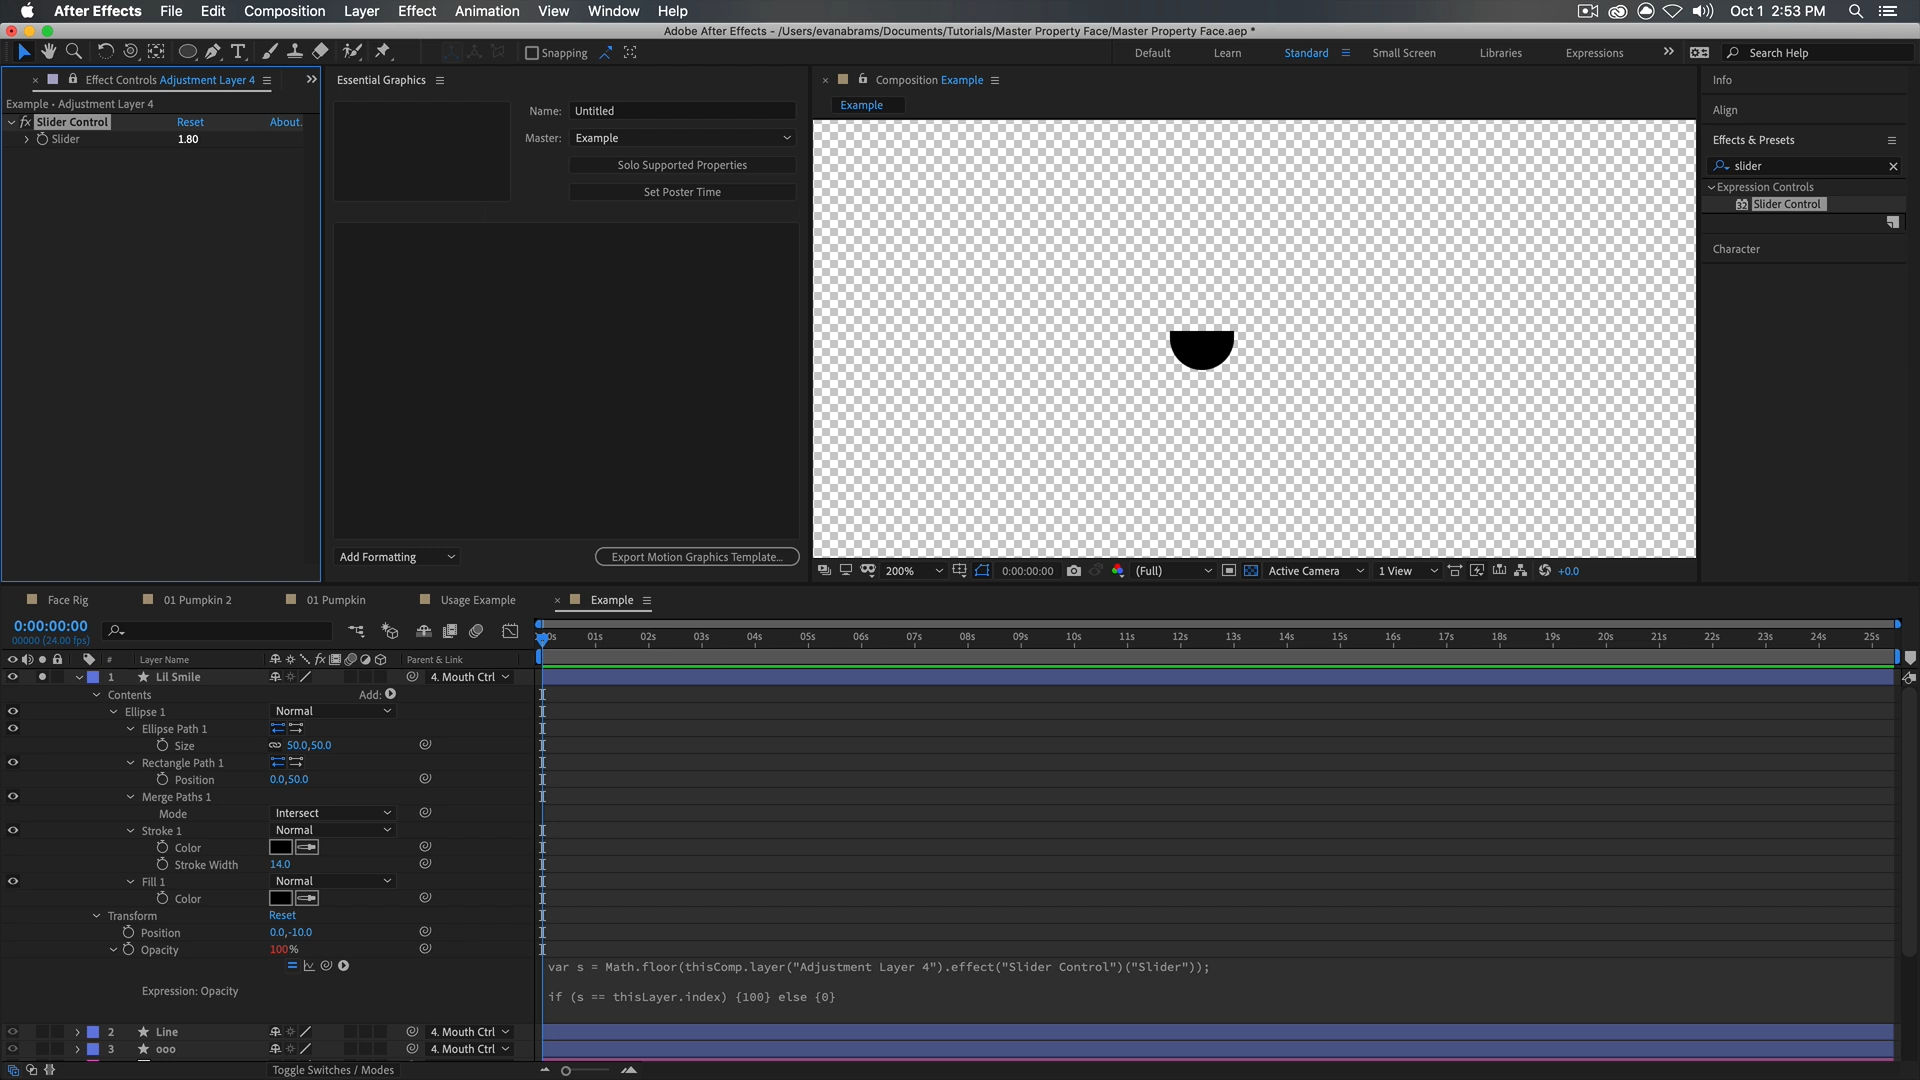 After Effects File Edit Composition Layer Effect Animation View Window Help Oct 1 2:53 PM
Adobe After Effects - /Users/evanabrams/Documents/Tutorials/Master Property Face/Master Property Face.aep *
Snapping Default Learn Standard Small Screen Libraries Expressions Search Help
Effect Controls Adjustment Layer 4
Example • Adjustment Layer 4
fx Slider Control Reset About.
Slider 1.80
Essential Graphics
Name: Untitled
Master: Example
Solo Supported Properties
Set Poster Time
Add Formatting Export Motion Graphics Template...
Composition Example
Example
200% 0:00:00:00 (Full) Active Camera 1 View +0.0
Info
Align
Effects & Presets
slider
Expression Controls
32 Slider Control
Character
Face Rig 01 Pumpkin 2 01 Pumpkin Usage Example Example
0:00:00:00
00000 (24.00 fps)
01s 02s 03s 04s 05s 06s 07s 08s 09s 10s 11s 12s 13s 14s 15s 16s 17s 18s 19s 20s 21s 22s 23s 24s 25s
# Layer Name fx Parent & Link
1 Lil Smile 4. Mouth Ctrl
Contents Add:
Ellipse 1 Normal
Ellipse Path 1
Size 50.0,50.0
Rectangle Path 1
Position 0.0,50.0
Merge Paths 1
Mode Intersect
Stroke 1 Normal
Color
Stroke Width 14.0
Fill 1 Normal
Color
Transform Reset
Position 0.0,-10.0
Opacity 100%
var s = Math.floor(thisComp.layer("Adjustment Layer 4").effect("Slider Control")("Slider"));
Expression: Opacity
if (s == thisLayer.index) {100} else {0}
2 Line 4. Mouth Ctrl
3 ooo 4. Mouth Ctrl
Toggle Switches / Modes